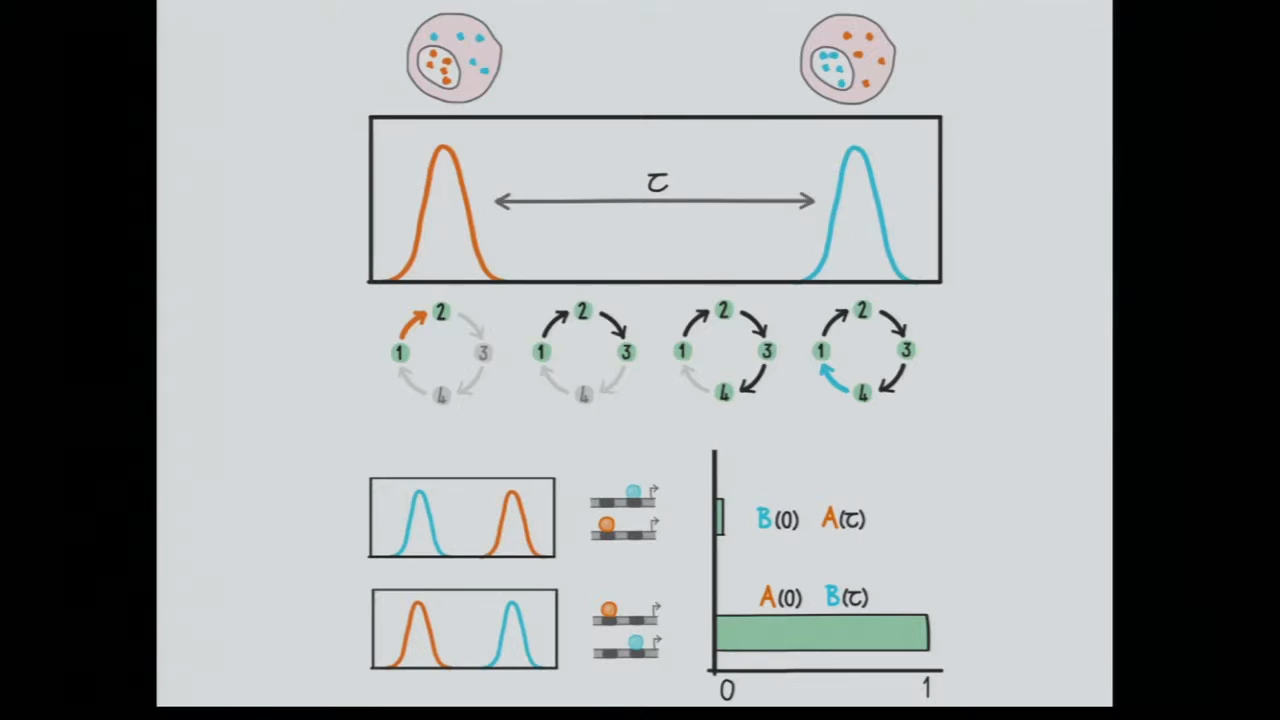 τ
2 2 2 2
1 3 1 3 1 3 1 3
4 4 4 4
B(0) A(τ)
A(0) B(τ)
0 1